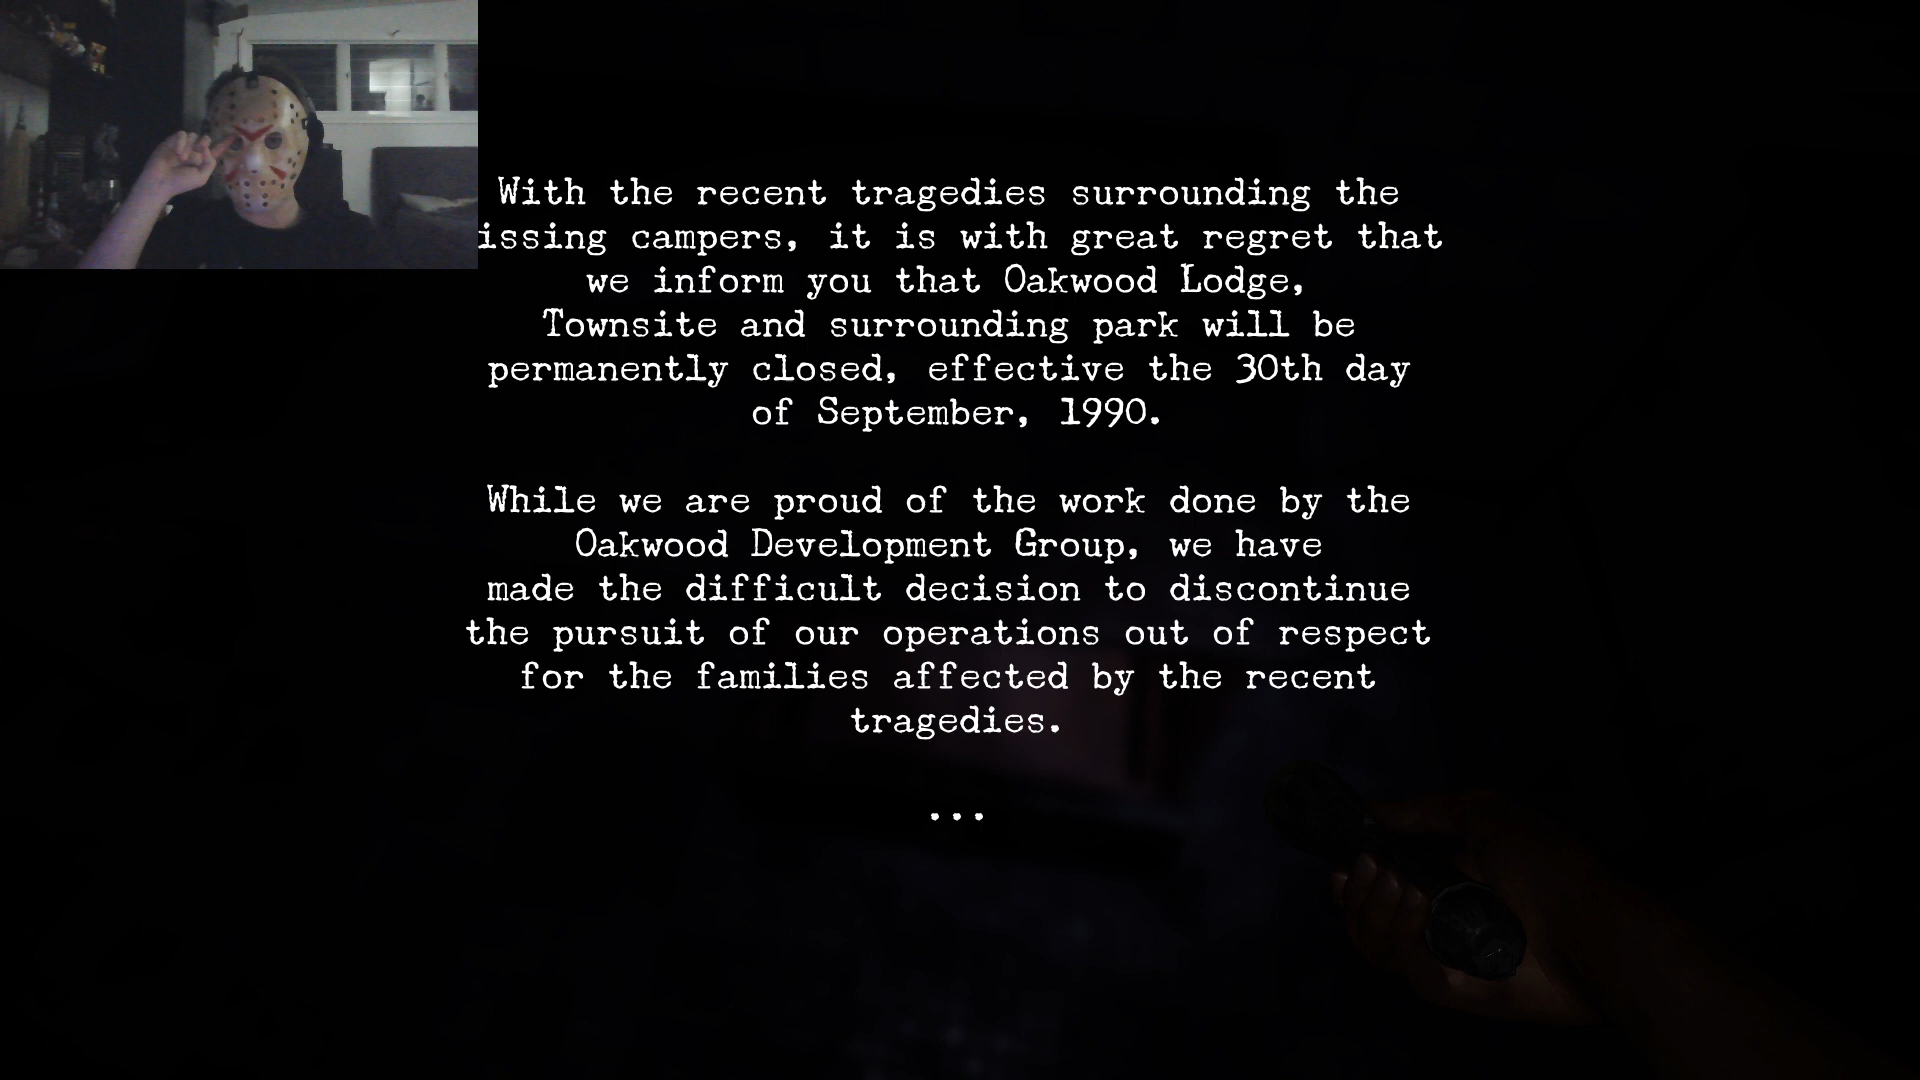 With the recent tragedies surrounding the
issing campers, it is with great regret that
we inform you that Oakwood Lodge,
Townsite and surrounding park will be
permanently closed, effective the 30th day
of September, 1990.
While we are proud of the work done by the
Oakwood Development Group, we have
made the difficult decision to discontinue
the pursuit of our operations out of respect
for the families affected by the recent
tragedies.
...